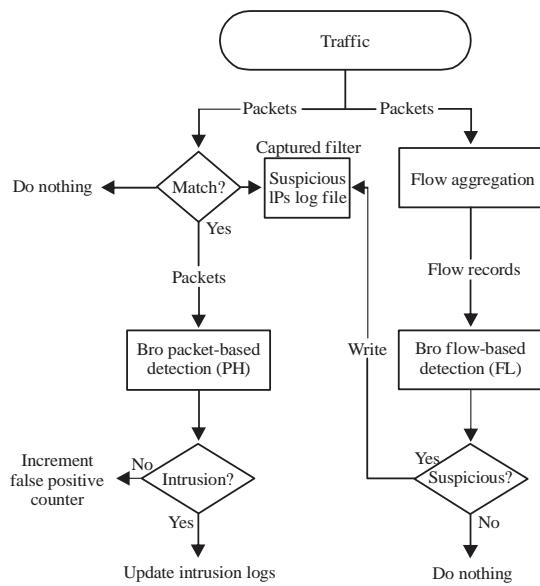 Traffic
Packets
Packets
Captured filter
Do nothing
Match?
Suspicious
IPs log file
Flow aggregation
Yes
Packets
Flow records
Bro packet-based
detection (PH)
Write
Bro flow-based
detection (FL)
Increment
false positive
counter
No
Intrusion?
Yes
Suspicious?
Yes
No
Update intrusion logs
Do nothing